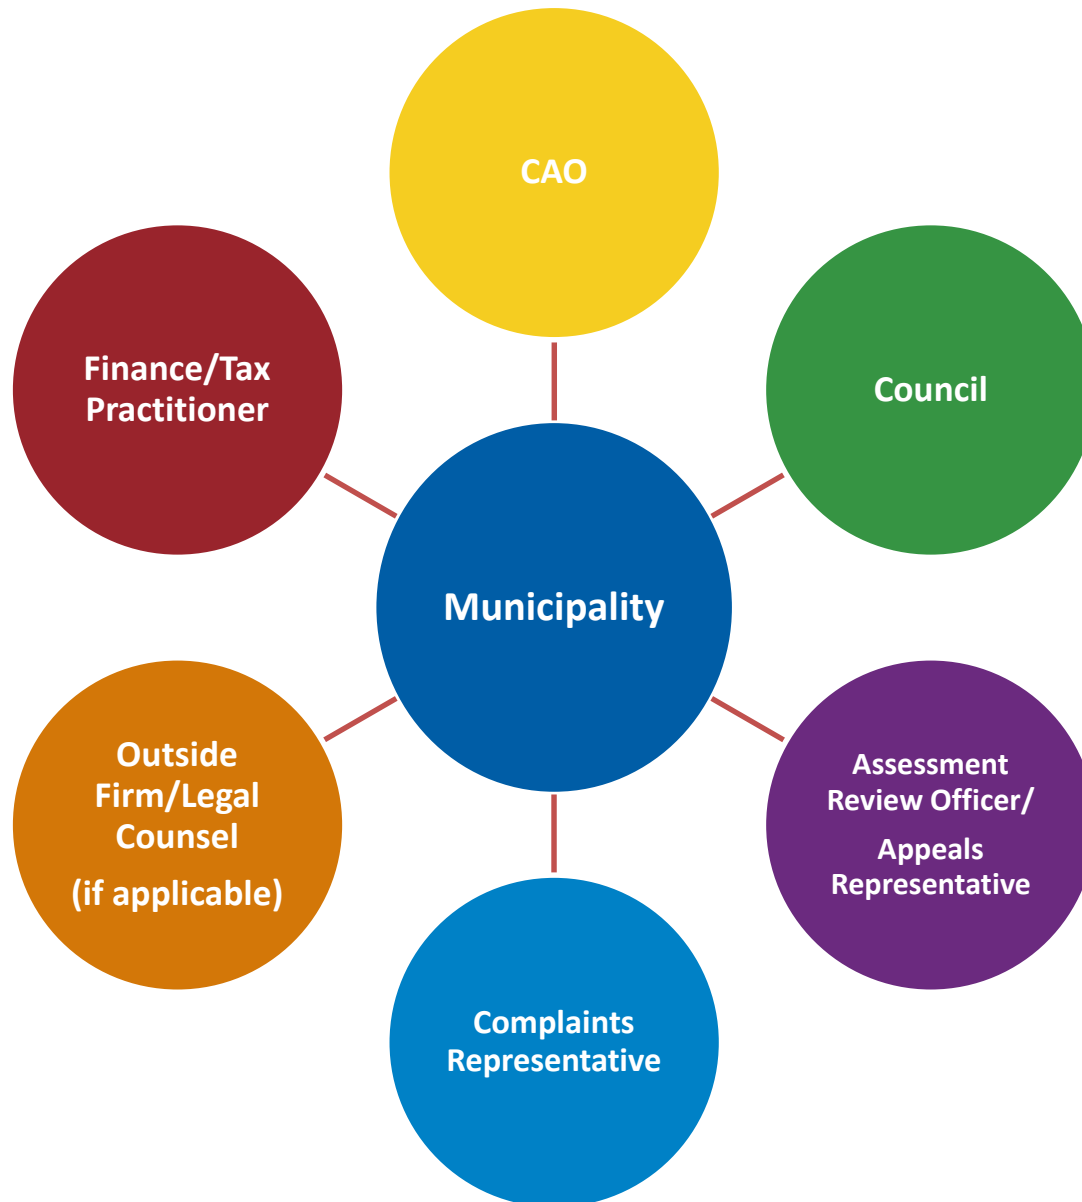 CAO
Finance/Tax
Practitioner
Council
Municipality
Outside
Firm/Legal
Counsel
(if applicable)
Assessment
Review Officer/
Appeals
Representative
Complaints
Representative